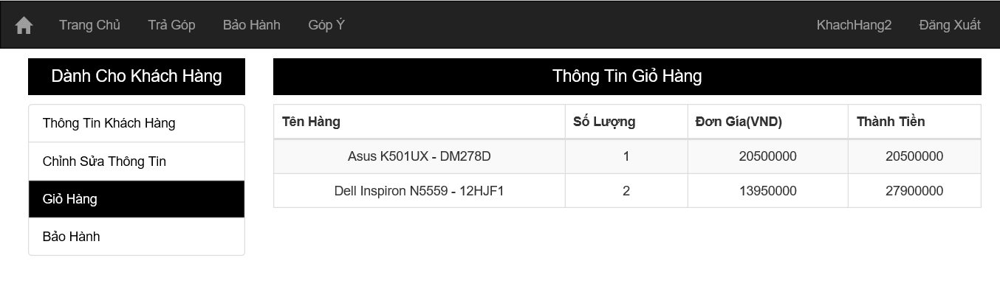 Trang Chủ Trả Góp Bảo Hành Góp Ý KhachHang2 Đăng Xuất
Dành Cho Khách Hàng
Thông Tin Khách Hàng
Chỉnh Sửa Thông Tin
Giỏ Hàng
Bảo Hành
Thông Tin Giỏ Hàng
Tên Hàng Số Lượng Đơn Gía(VND) Thành Tiền
Asus K501UX - DM278D 1 20500000 20500000
Dell Inspiron N5559 - 12HJF1 2 13950000 27900000